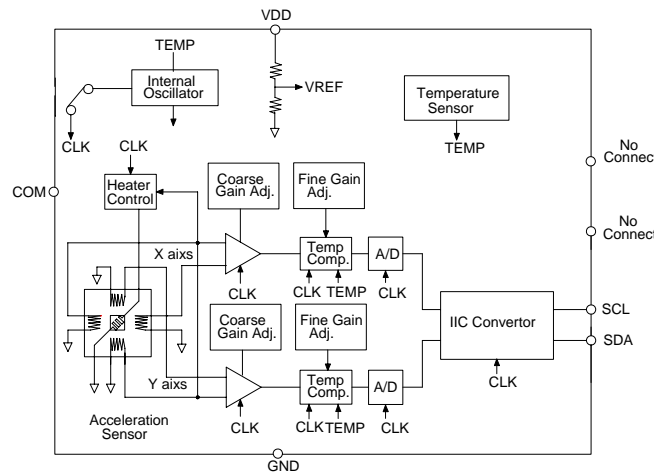 VDD
TEMP
Internal
Oscillator
VREF
Temperature
Sensor
CLK
CLK
TEMP
No
Connect
COM
Heater
Control
Coarse
Gain Adj.
Fine Gain
Adj.
No
Connect
X aixs
Temp
Comp.
A/D
CLK
CLK
TEMP
CLK
Coarse
Gain Adj.
Fine Gain
Adj.
IIC Convertor
SCL
SDA
Y aixs
Temp
Comp.
A/D
CLK
Acceleration
Sensor
CLK
CLK
TEMP
CLK
GND